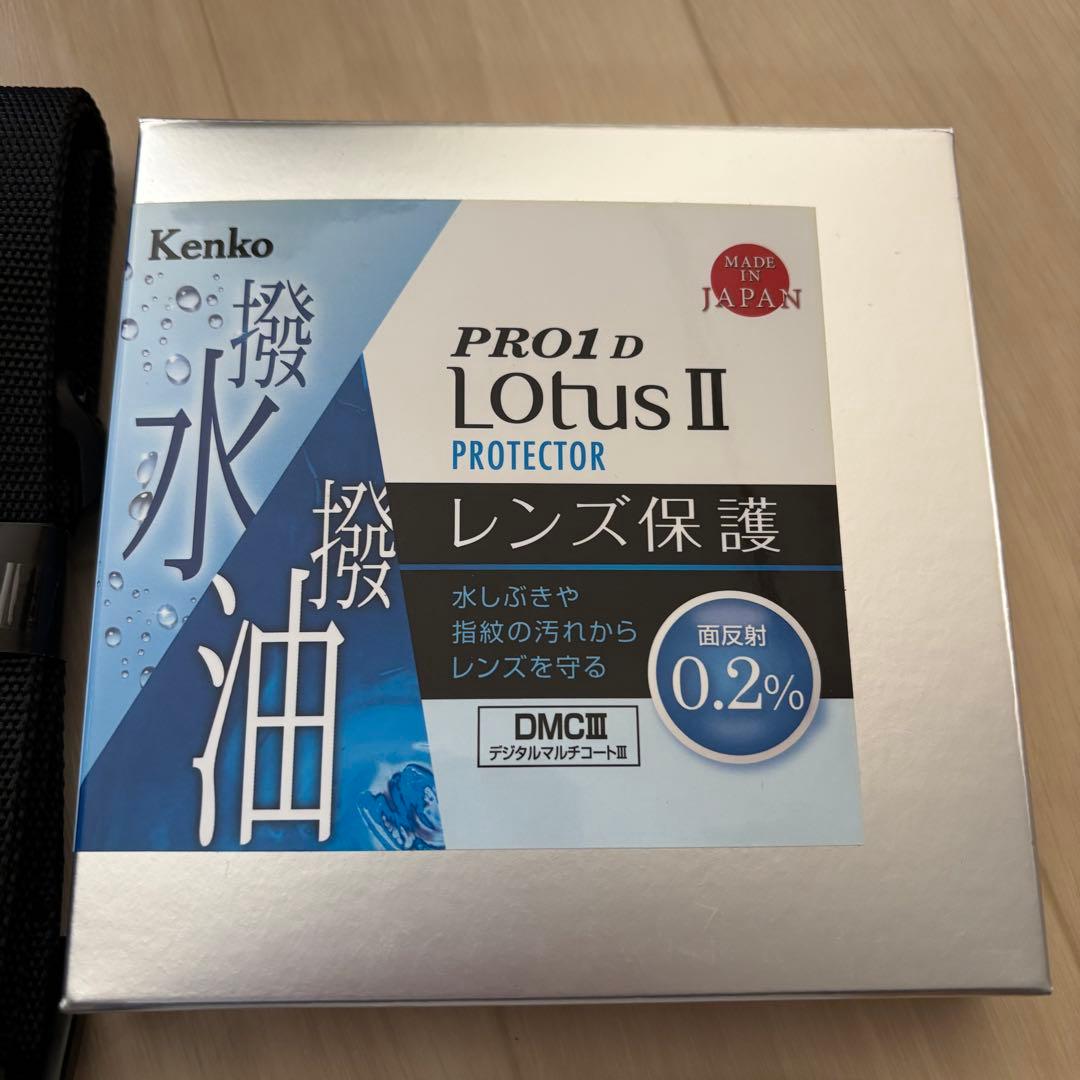 Kenko
撥水
撥油
MADE
IN
JAPAN
PRO1 D
Lotus II
PROTECTOR
レンズ保護
水しぶきや
指紋の汚れから
レンズを守る
面反射
0.2%
DMCIII
デジタルマルチコートIII